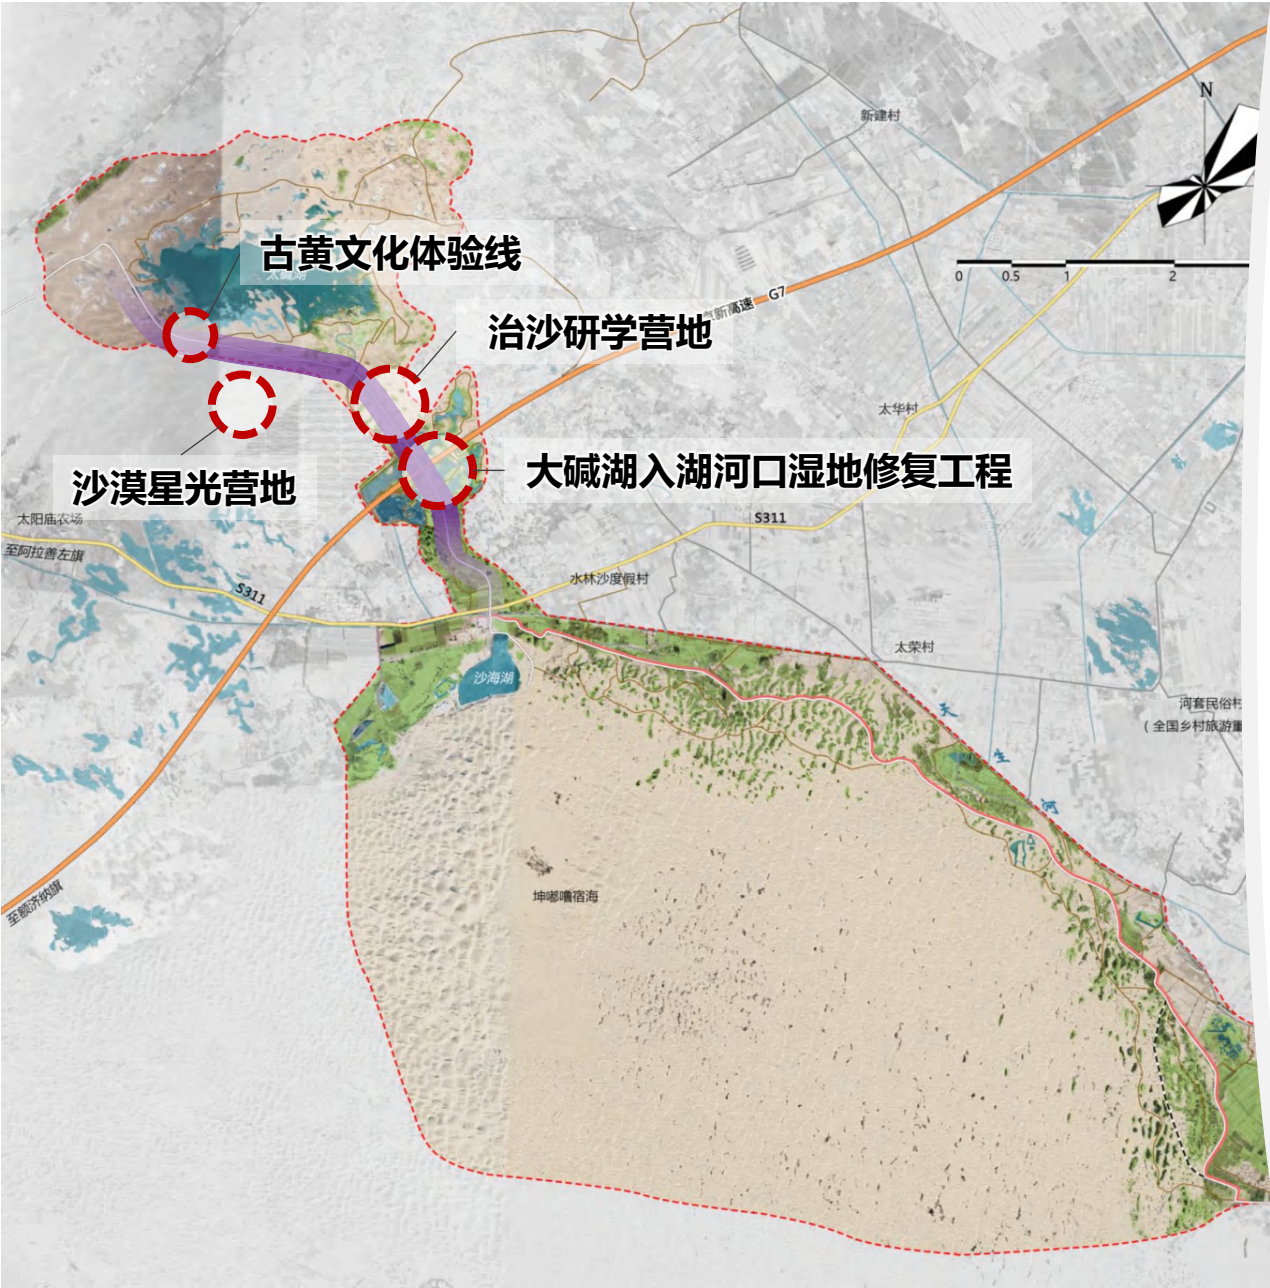 N
新建村
古黄文化体验线
0 0.5 1 2
高速 G7
治沙研学营地
太华村
大碱湖入湖河口湿地修复工程
沙漠星光营地
S311
太阳庙农场
至阿拉善左旗
水林沙度假村
S311
太荣村
沙海湖
河套民俗村
(全国乡村旅游重
坤嘟噜宿海
至额济纳旗